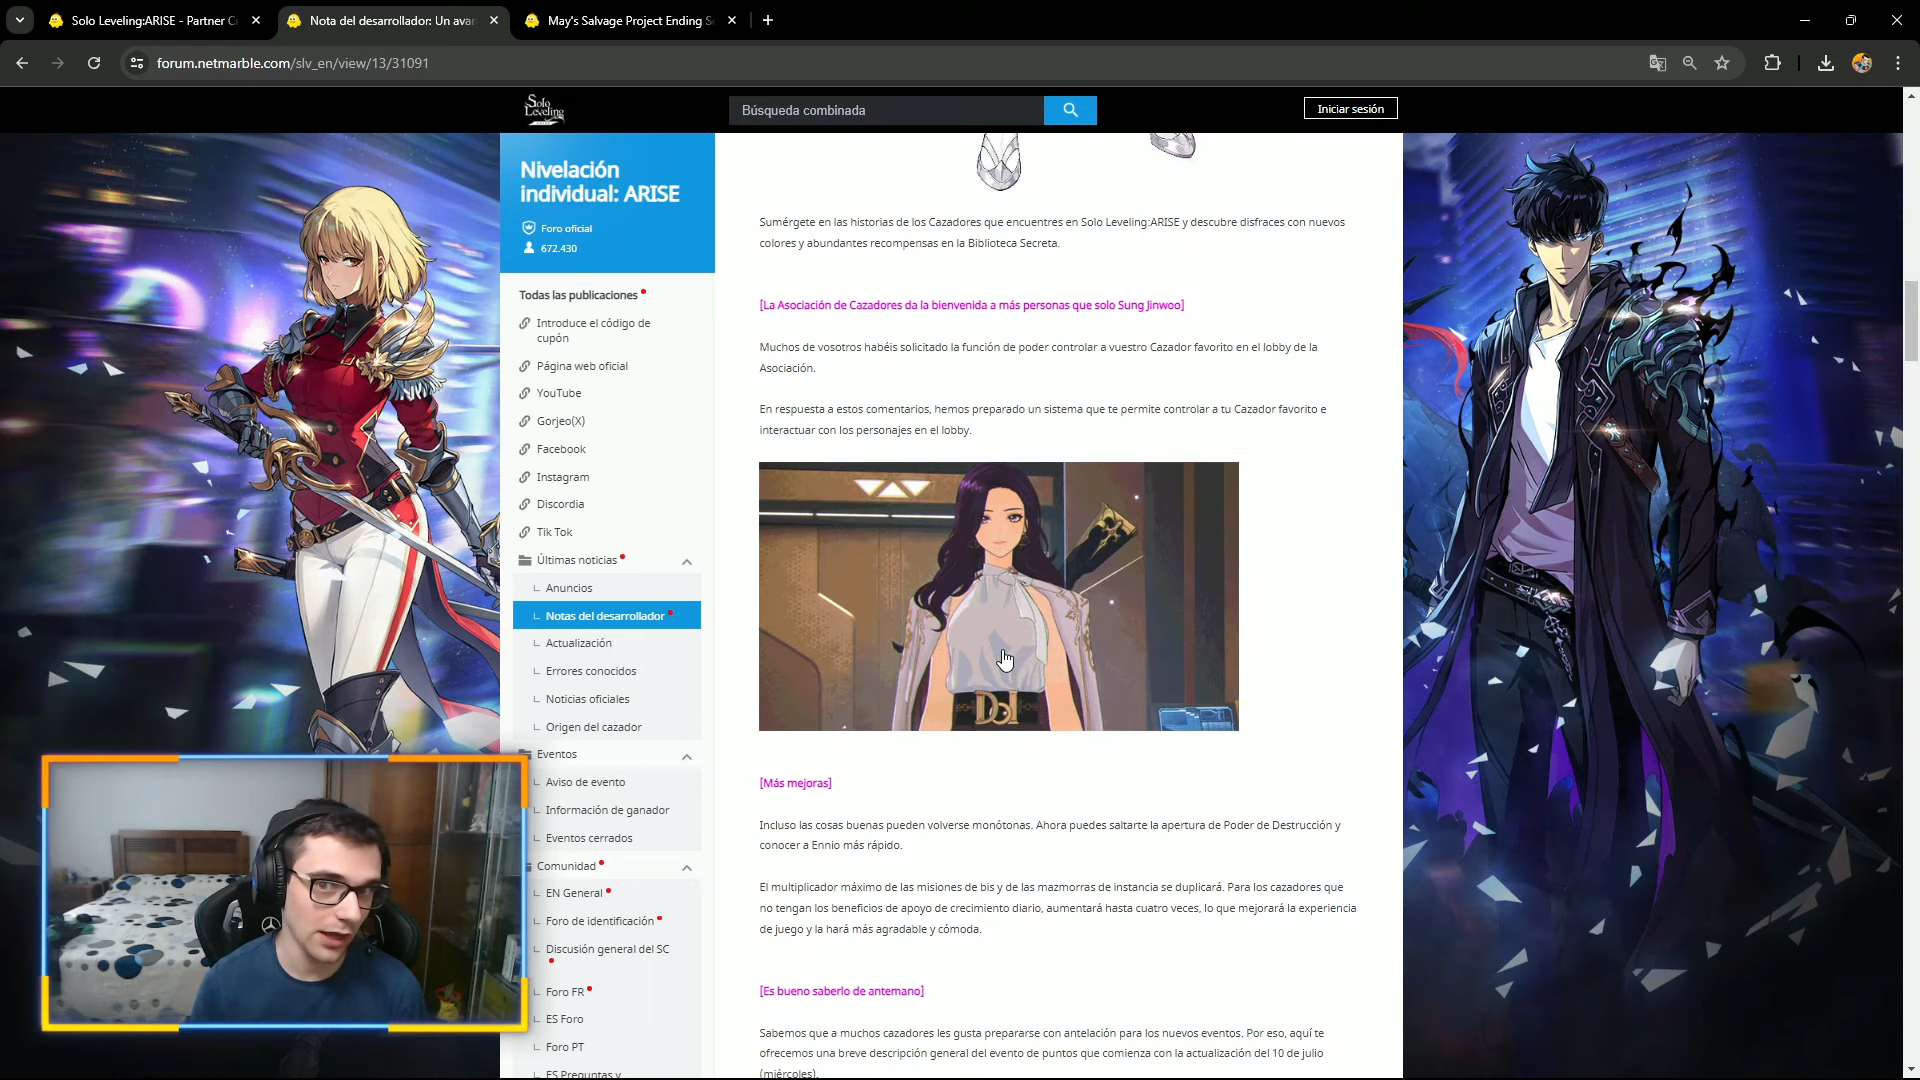 Solo Leveling:ARISE - Partner C
Nota del desarrollador: Un avan
May's Salvage Project Ending S
forum.netmarble.com/slv_en/view/13/31091
Solo Leveling
Búsqueda combinada
Iniciar sesión
Nivelación
individual: ARISE
Foro oficial
672.430
Todas las publicaciones
Introduce el código de
cupón
Página web oficial
YouTube
Gorjeo(X)
Facebook
Instagram
Discordia
Tik Tok
Últimas noticias
Anuncios
Notas del desarrollador
Actualización
Errores conocidos
Noticias oficiales
Origen del cazador
Eventos
Aviso de evento
Información de ganador
Eventos cerrados
Comunidad
EN General
Foro de identificación
Discusión general del SC
Foro FR
ES Foro
Foro PT
ES Preguntas y
Sumérgete en las historias de los Cazadores que encuentres en Solo Leveling:ARISE y descubre disfraces con nuevos
colores y abundantes recompensas en la Biblioteca Secreta.
[La Asociación de Cazadores da la bienvenida a más personas que solo Sung Jinwoo]
Muchos de vosotros habéis solicitado la función de poder controlar a vuestro Cazador favorito en el lobby de la
Asociación.
En respuesta a estos comentarios, hemos preparado un sistema que te permite controlar a tu Cazador favorito e
interactuar con los personajes en el lobby.
[Más mejoras]
Incluso las cosas buenas pueden volverse monótonas. Ahora puedes saltarte la apertura de Poder de Destrucción y
conocer a Ennio más rápido.
El multiplicador máximo de las misiones de bis y de las mazmorras de instancia se duplicará. Para los cazadores que
no tengan los beneficios de apoyo de crecimiento diario, aumentará hasta cuatro veces, lo que mejorará la experiencia
de juego y la hará más agradable y cómoda.
[Es bueno saberlo de antemano]
Sabemos que a muchos cazadores les gusta prepararse con antelación para los nuevos eventos. Por eso, aquí te
ofrecemos una breve descripción general del evento de puntos que comienza con la actualización del 10 de julio
(miércoles).